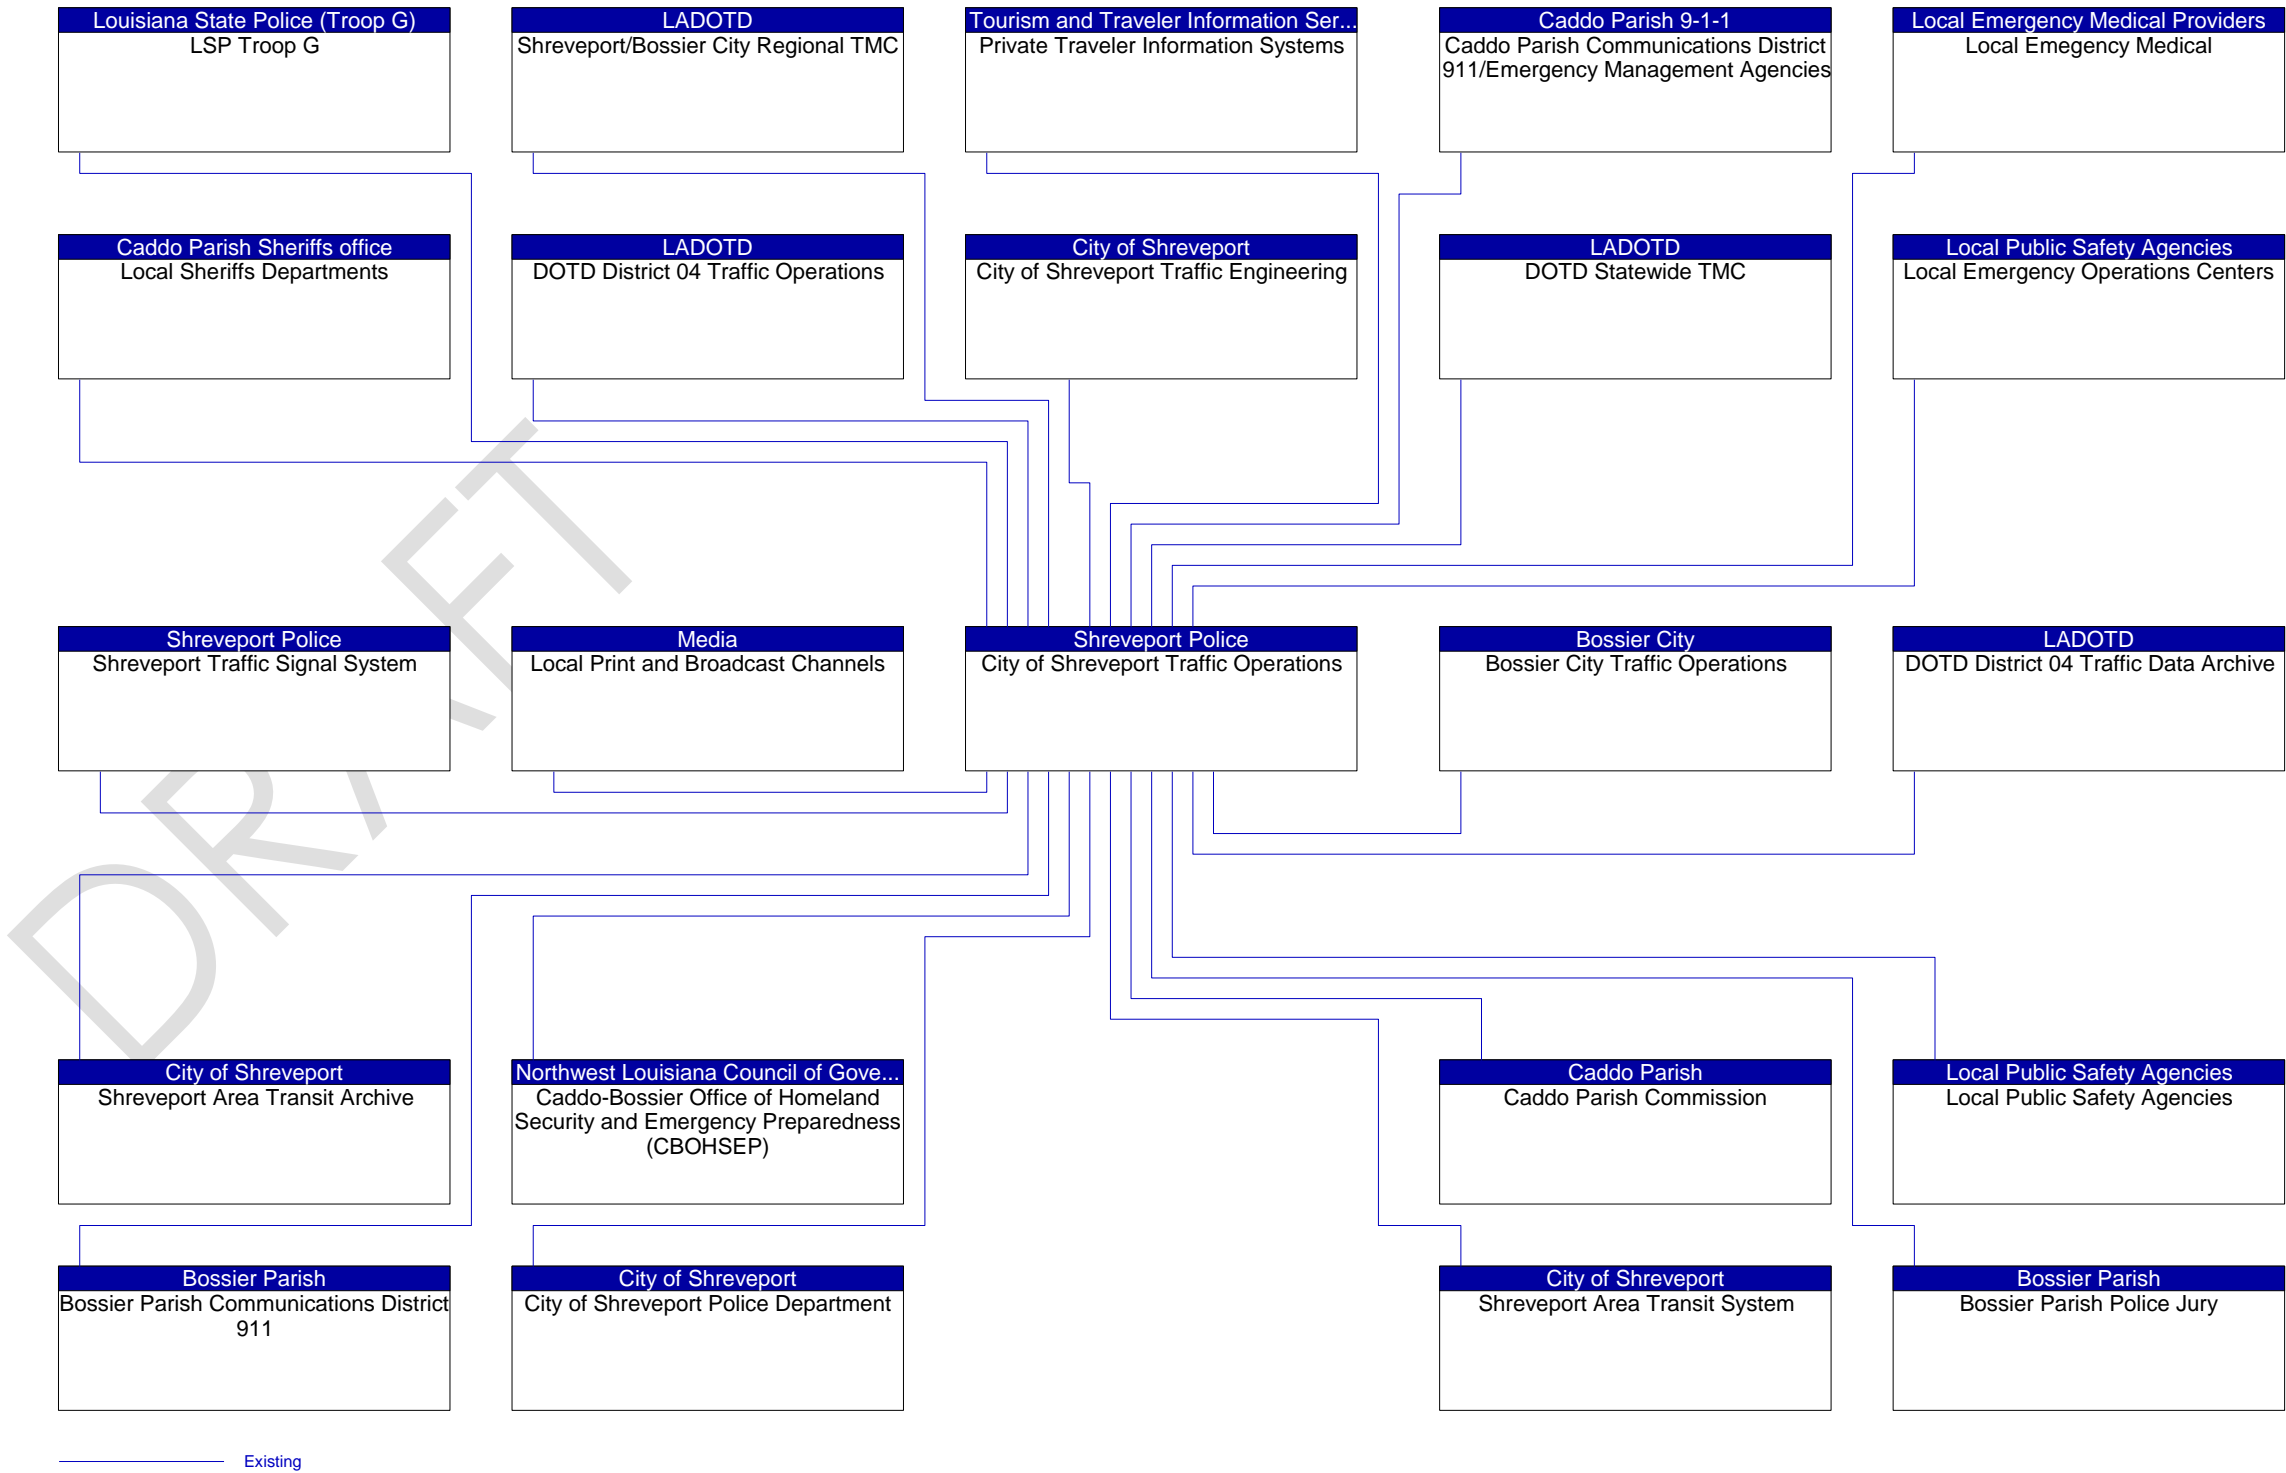 Louisiana State Police (Troop G)
LSP Troop G
LADOTD
Shreveport/Bossier City Regional TMC
Tourism and Traveler Information Ser...
Private Traveler Information Systems
Caddo Parish 9-1-1
Caddo Parish Communications District
911/Emergency Management Agencies
Local Emergency Medical Providers
Local Emegency Medical
Caddo Parish Sheriffs office
Local Sheriffs Departments
LADOTD
DOTD District 04 Traffic Operations
City of Shreveport
City of Shreveport Traffic Engineering
LADOTD
DOTD Statewide TMC
Local Public Safety Agencies
Local Emergency Operations Centers
Shreveport Police
Shreveport Traffic Signal System
Media
Local Print and Broadcast Channels
Shreveport Police
City of Shreveport Traffic Operations
Bossier City
Bossier City Traffic Operations
LADOTD
DOTD District 04 Traffic Data Archive
DRAFT
City of Shreveport
Shreveport Area Transit Archive
Northwest Louisiana Council of Gove...
Caddo-Bossier Office of Homeland
Security and Emergency Preparedness
(CBOHSEP)
Caddo Parish
Caddo Parish Commission
Local Public Safety Agencies
Local Public Safety Agencies
Bossier Parish
Bossier Parish Communications District
911
City of Shreveport
City of Shreveport Police Department
City of Shreveport
Shreveport Area Transit System
Bossier Parish
Bossier Parish Police Jury
Existing